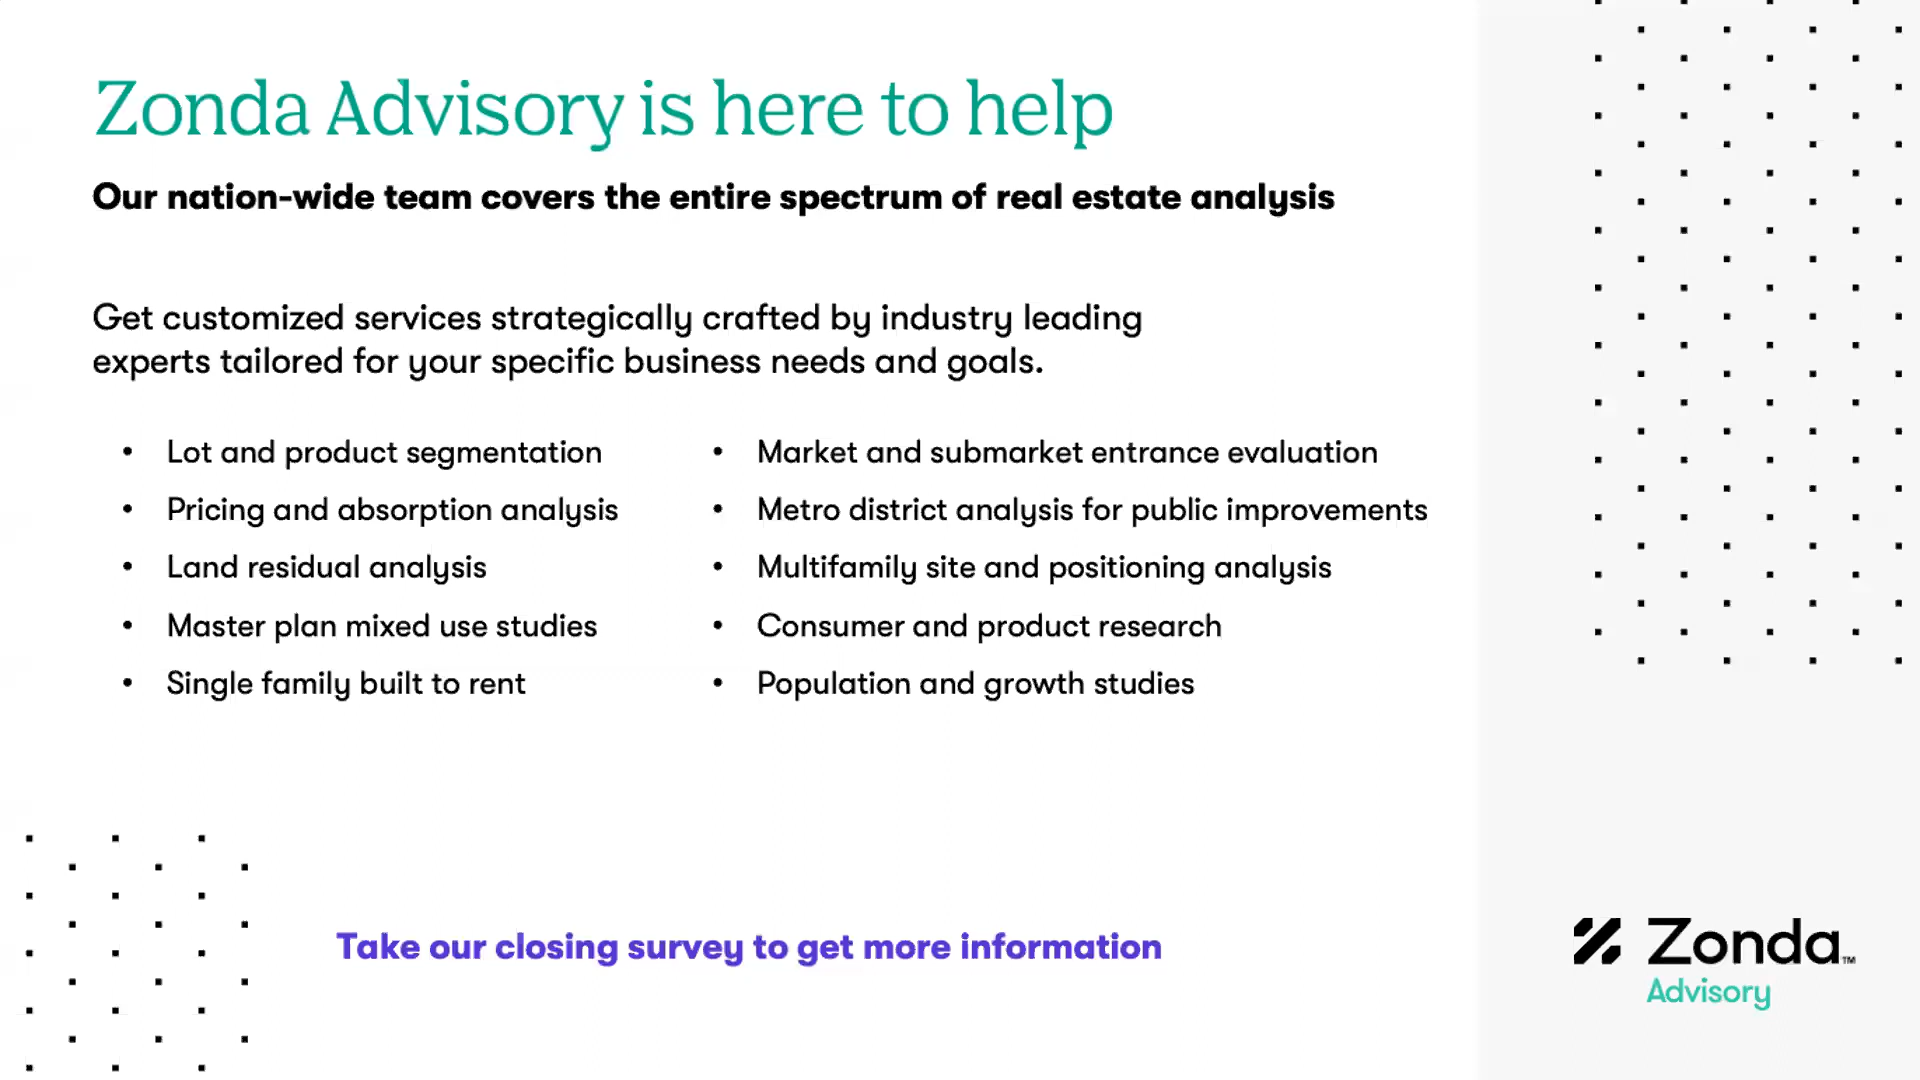 Zonda Advisory is here to help
Our nation-wide team covers the entire spectrum of real estate analysis
Get customized services strategically crafted by industry leading
experts tailored for your specific business needs and goals.
• Lot and product segmentation
• Pricing and absorption analysis
• Land residual analysis
• Master plan mixed use studies
• Single family built to rent
• Market and submarket entrance evaluation
• Metro district analysis for public improvements
• Multifamily site and positioning analysis
• Consumer and product research
• Population and growth studies
Take our closing survey to get more information
Zonda™
Advisory